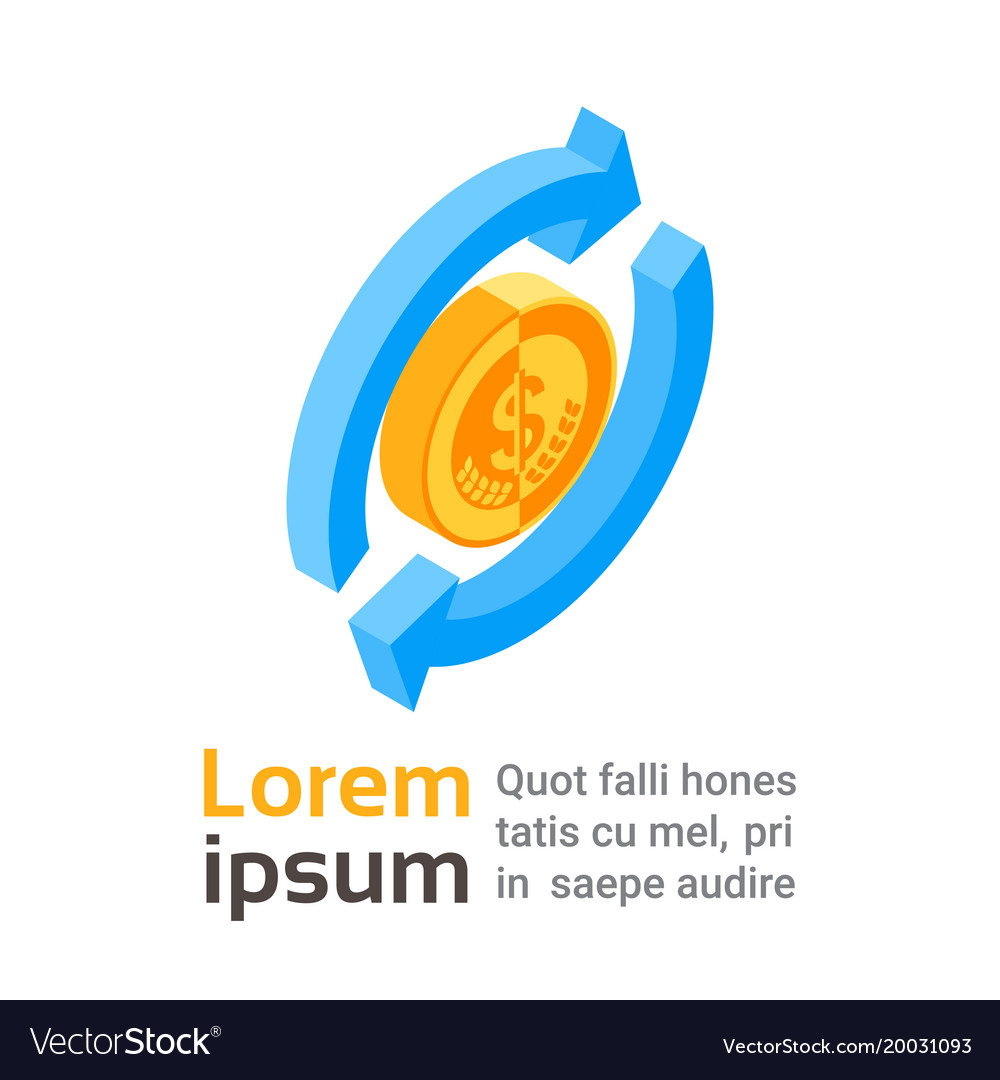 $
Lorem
ipsum
Quot falli hones
tatis cu mel, pri
in  saepe audire
VectorStock®
VectorStock.com/20031093